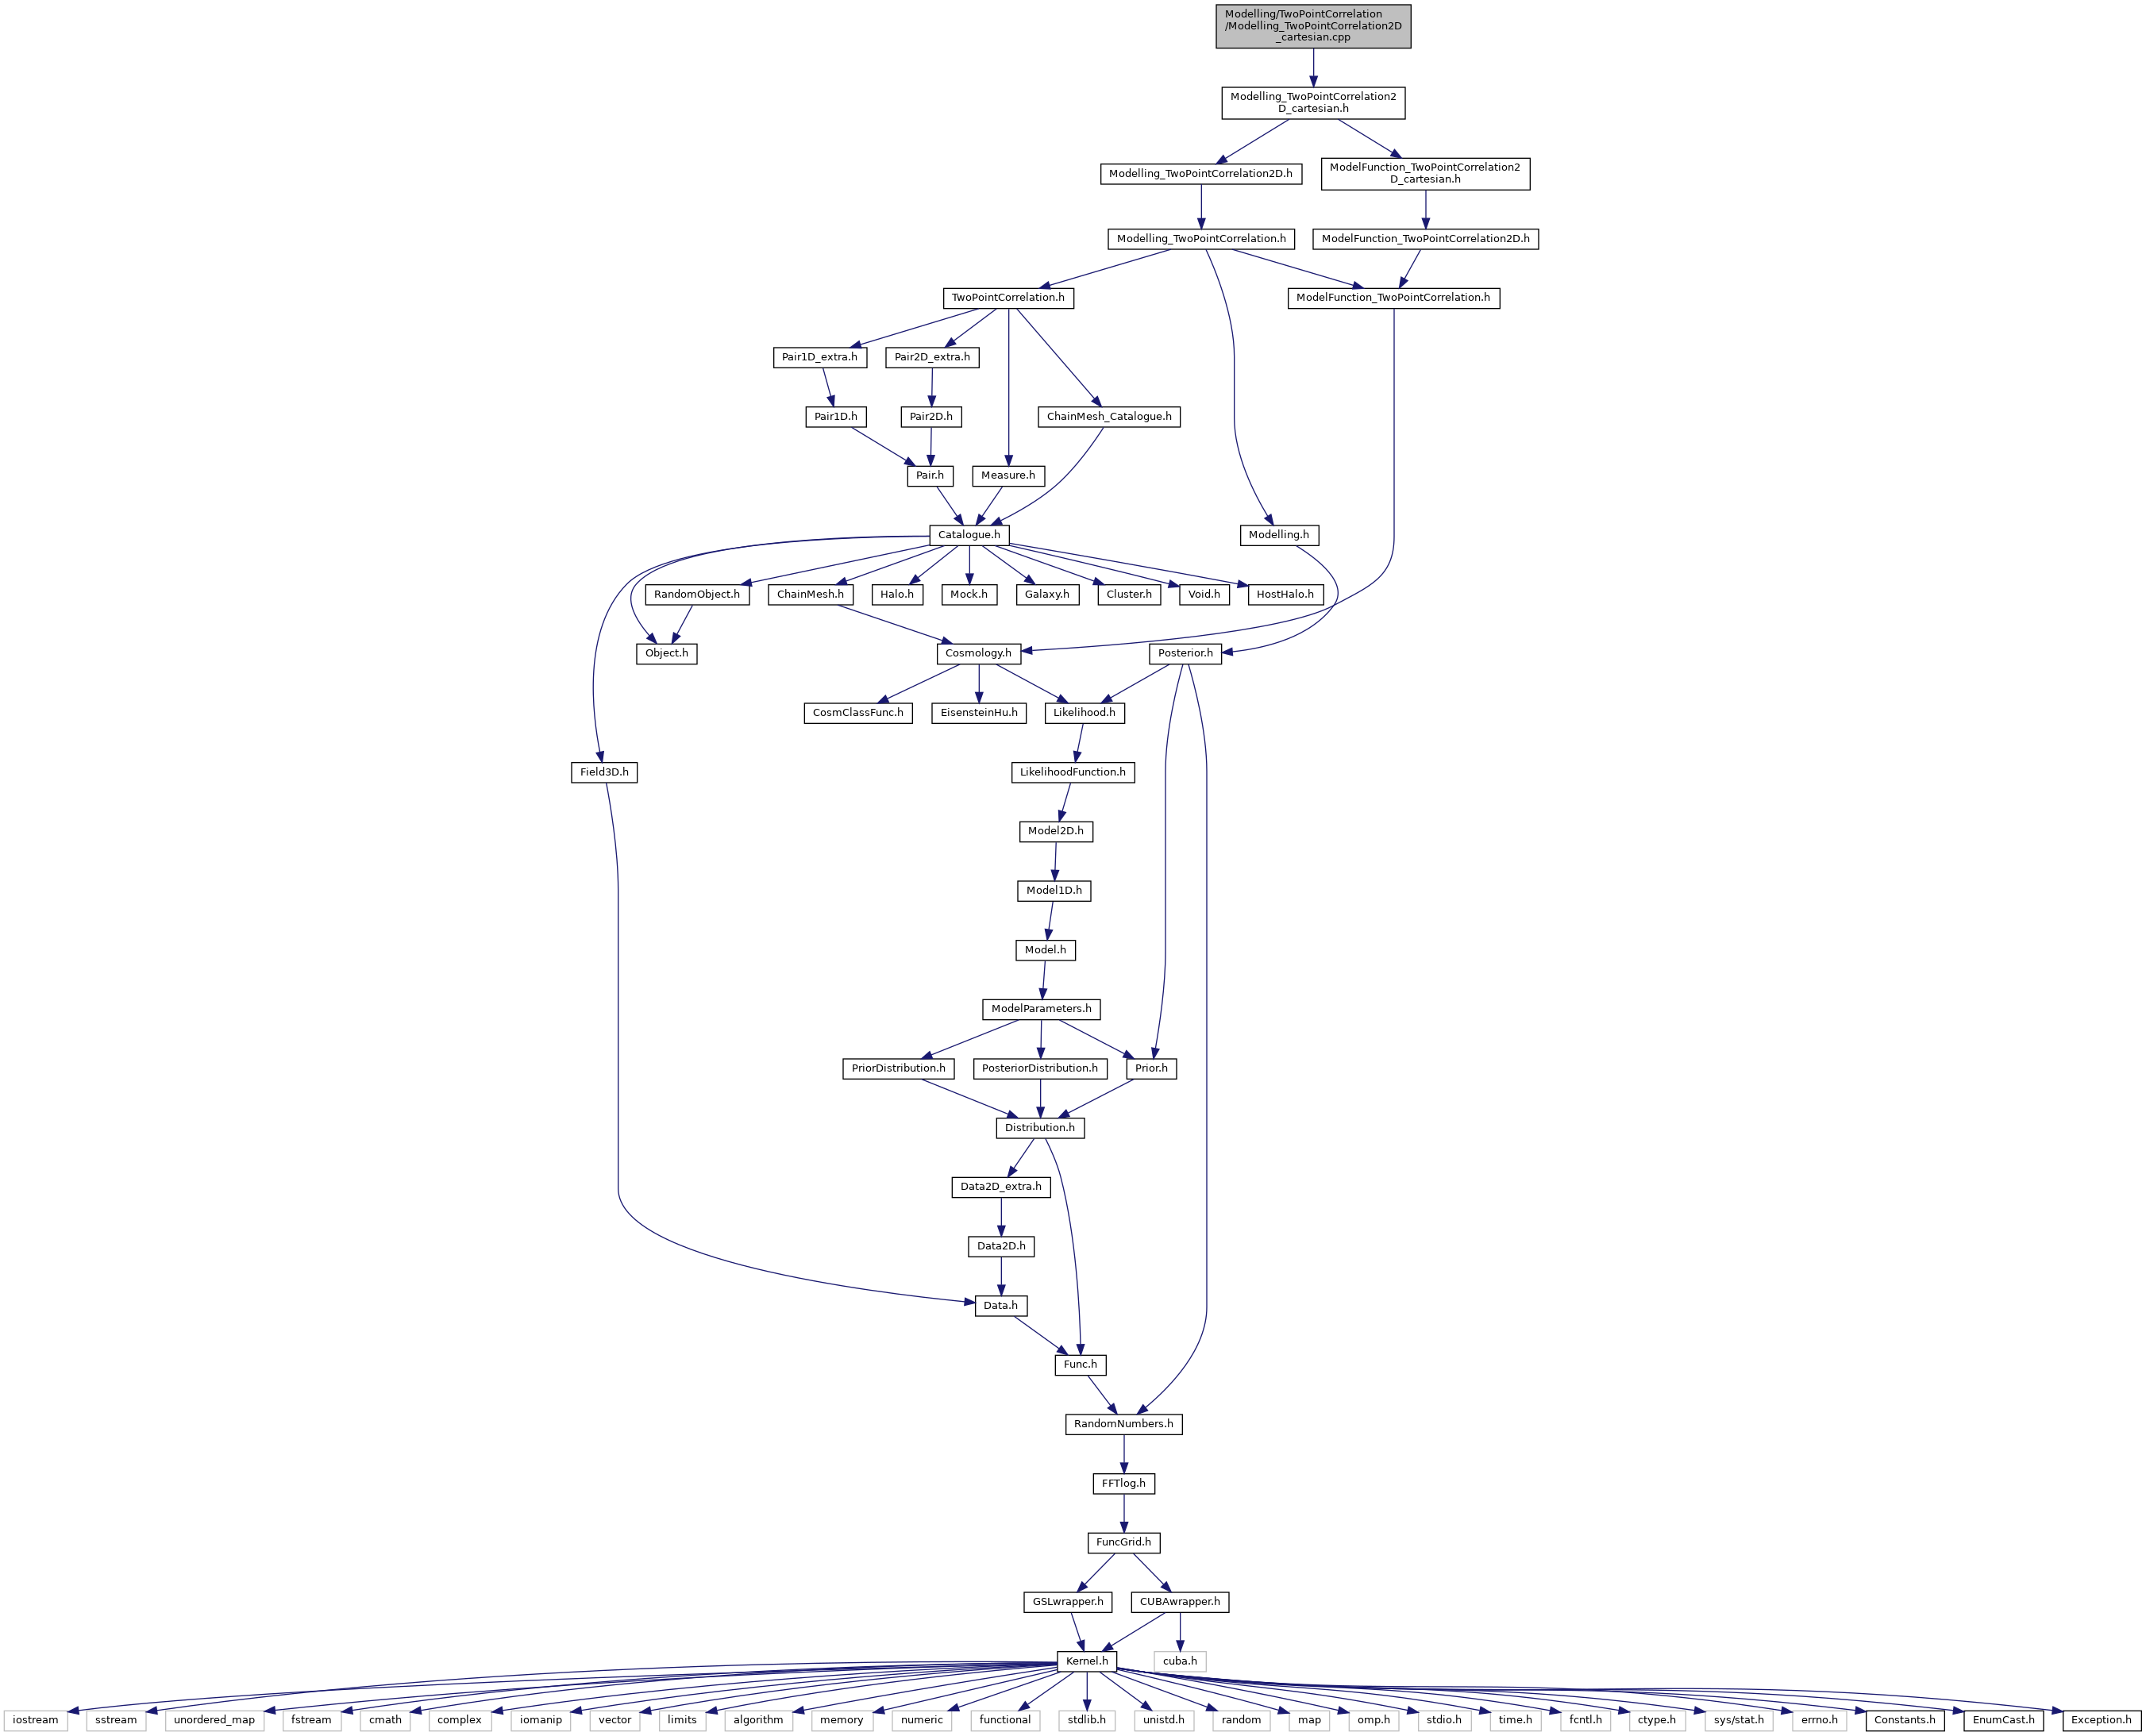 Modelling/TwoPointCorrelation
/Modelling_TwoPointCorrelation2D
_cartesian.cpp
Modelling_TwoPointCorrelation2
D_cartesian.h
Modelling_TwoPointCorrelation2D.h
ModelFunction_TwoPointCorrelation2
D_cartesian.h
Modelling_TwoPointCorrelation.h
ModelFunction_TwoPointCorrelation2D.h
TwoPointCorrelation.h
ModelFunction_TwoPointCorrelation.h
Pair1D_extra.h
Pair2D_extra.h
Pair1D.h
Pair2D.h
ChainMesh_Catalogue.h
Pair.h
Measure.h
Catalogue.h
Modelling.h
RandomObject.h
ChainMesh.h
Halo.h
Mock.h
Galaxy.h
Cluster.h
Void.h
HostHalo.h
Object.h
Cosmology.h
Posterior.h
CosmClassFunc.h
EisensteinHu.h
Likelihood.h
Field3D.h
LikelihoodFunction.h
Model2D.h
Model1D.h
Model.h
ModelParameters.h
PriorDistribution.h
PosteriorDistribution.h
Prior.h
Distribution.h
Data2D_extra.h
Data2D.h
Data.h
Func.h
RandomNumbers.h
FFTlog.h
FuncGrid.h
GSLwrapper.h
CUBAwrapper.h
Kernel.h
cuba.h
iostream
sstream
unordered_map
fstream
cmath
complex
iomanip
vector
limits
algorithm
memory
numeric
functional
stdlib.h
unistd.h
random
map
omp.h
stdio.h
time.h
fcntl.h
ctype.h
sys/stat.h
errno.h
Constants.h
EnumCast.h
Exception.h